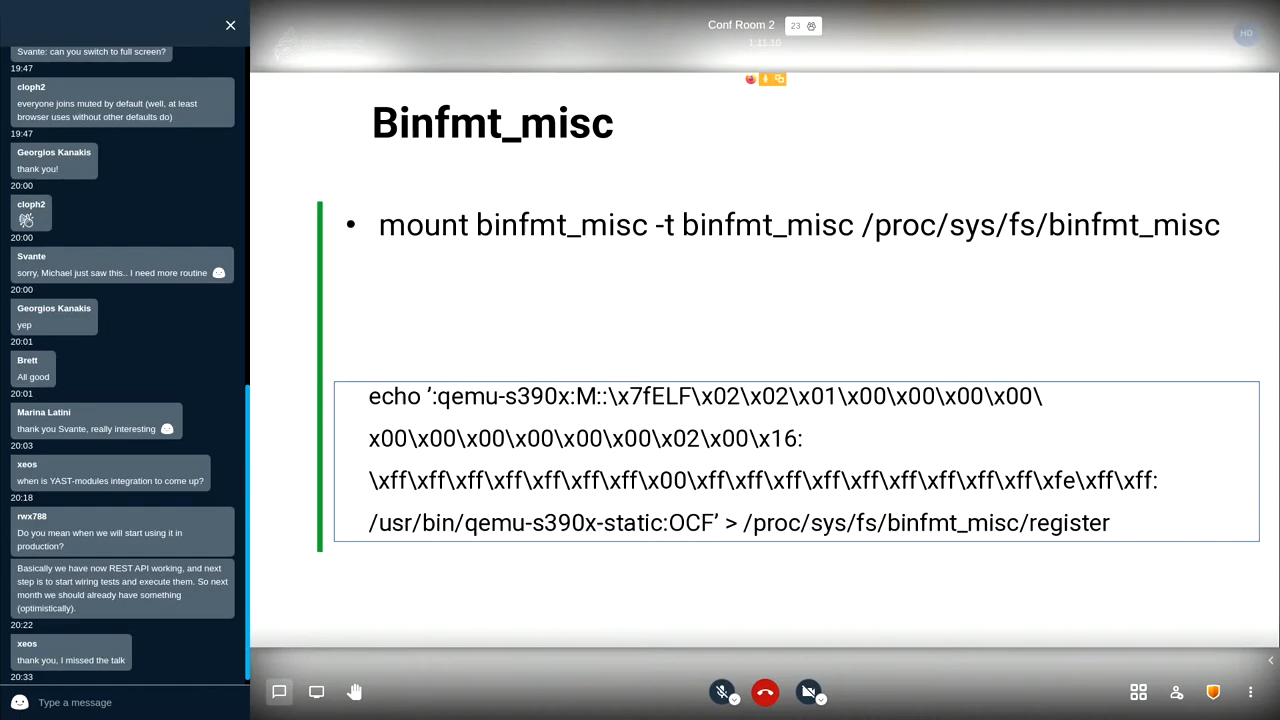 Svante: can you switch to full screen?
19:47
cloph2
everyone joins muted by default (well, at least
browser uses without other defaults do)
19:47
Georgios Kanakis
thank you!
20:00
cloph2
20:00
Svante
sorry, Michael just saw this.. I need more routine
20:00
Georgios Kanakis
yep
20:01
Brett
All good
20:01
Marina Latini
thank you Svante, really interesting
20:03
xeos
when is YAST-modules integration to come up?
20:18
rwx788
Do you mean when we will start using it in
production?
Basically we have now REST API working, and next
step is to start wiring tests and execute them. So next
month we should already have something
(optimistically).
20:22
xeos
thank you, I missed the talk
20:33
Type a message
Conf Room 2
23
1:11:10
HD
Binfmt_misc
• mount binfmt_misc -t binfmt_misc /proc/sys/fs/binfmt_misc
echo ’:qemu-s390x:M::\x7fELF\x02\x02\x01\x00\x00\x00\x00\
x00\x00\x00\x00\x00\x00\x02\x00\x16:
\xff\xff\xff\xff\xff\xff\xff\x00\xff\xff\xff\xff\xff\xff\xff\xff\xff\xfe\xff\xff:
/usr/bin/qemu-s390x-static:OCF’ > /proc/sys/fs/binfmt_misc/register